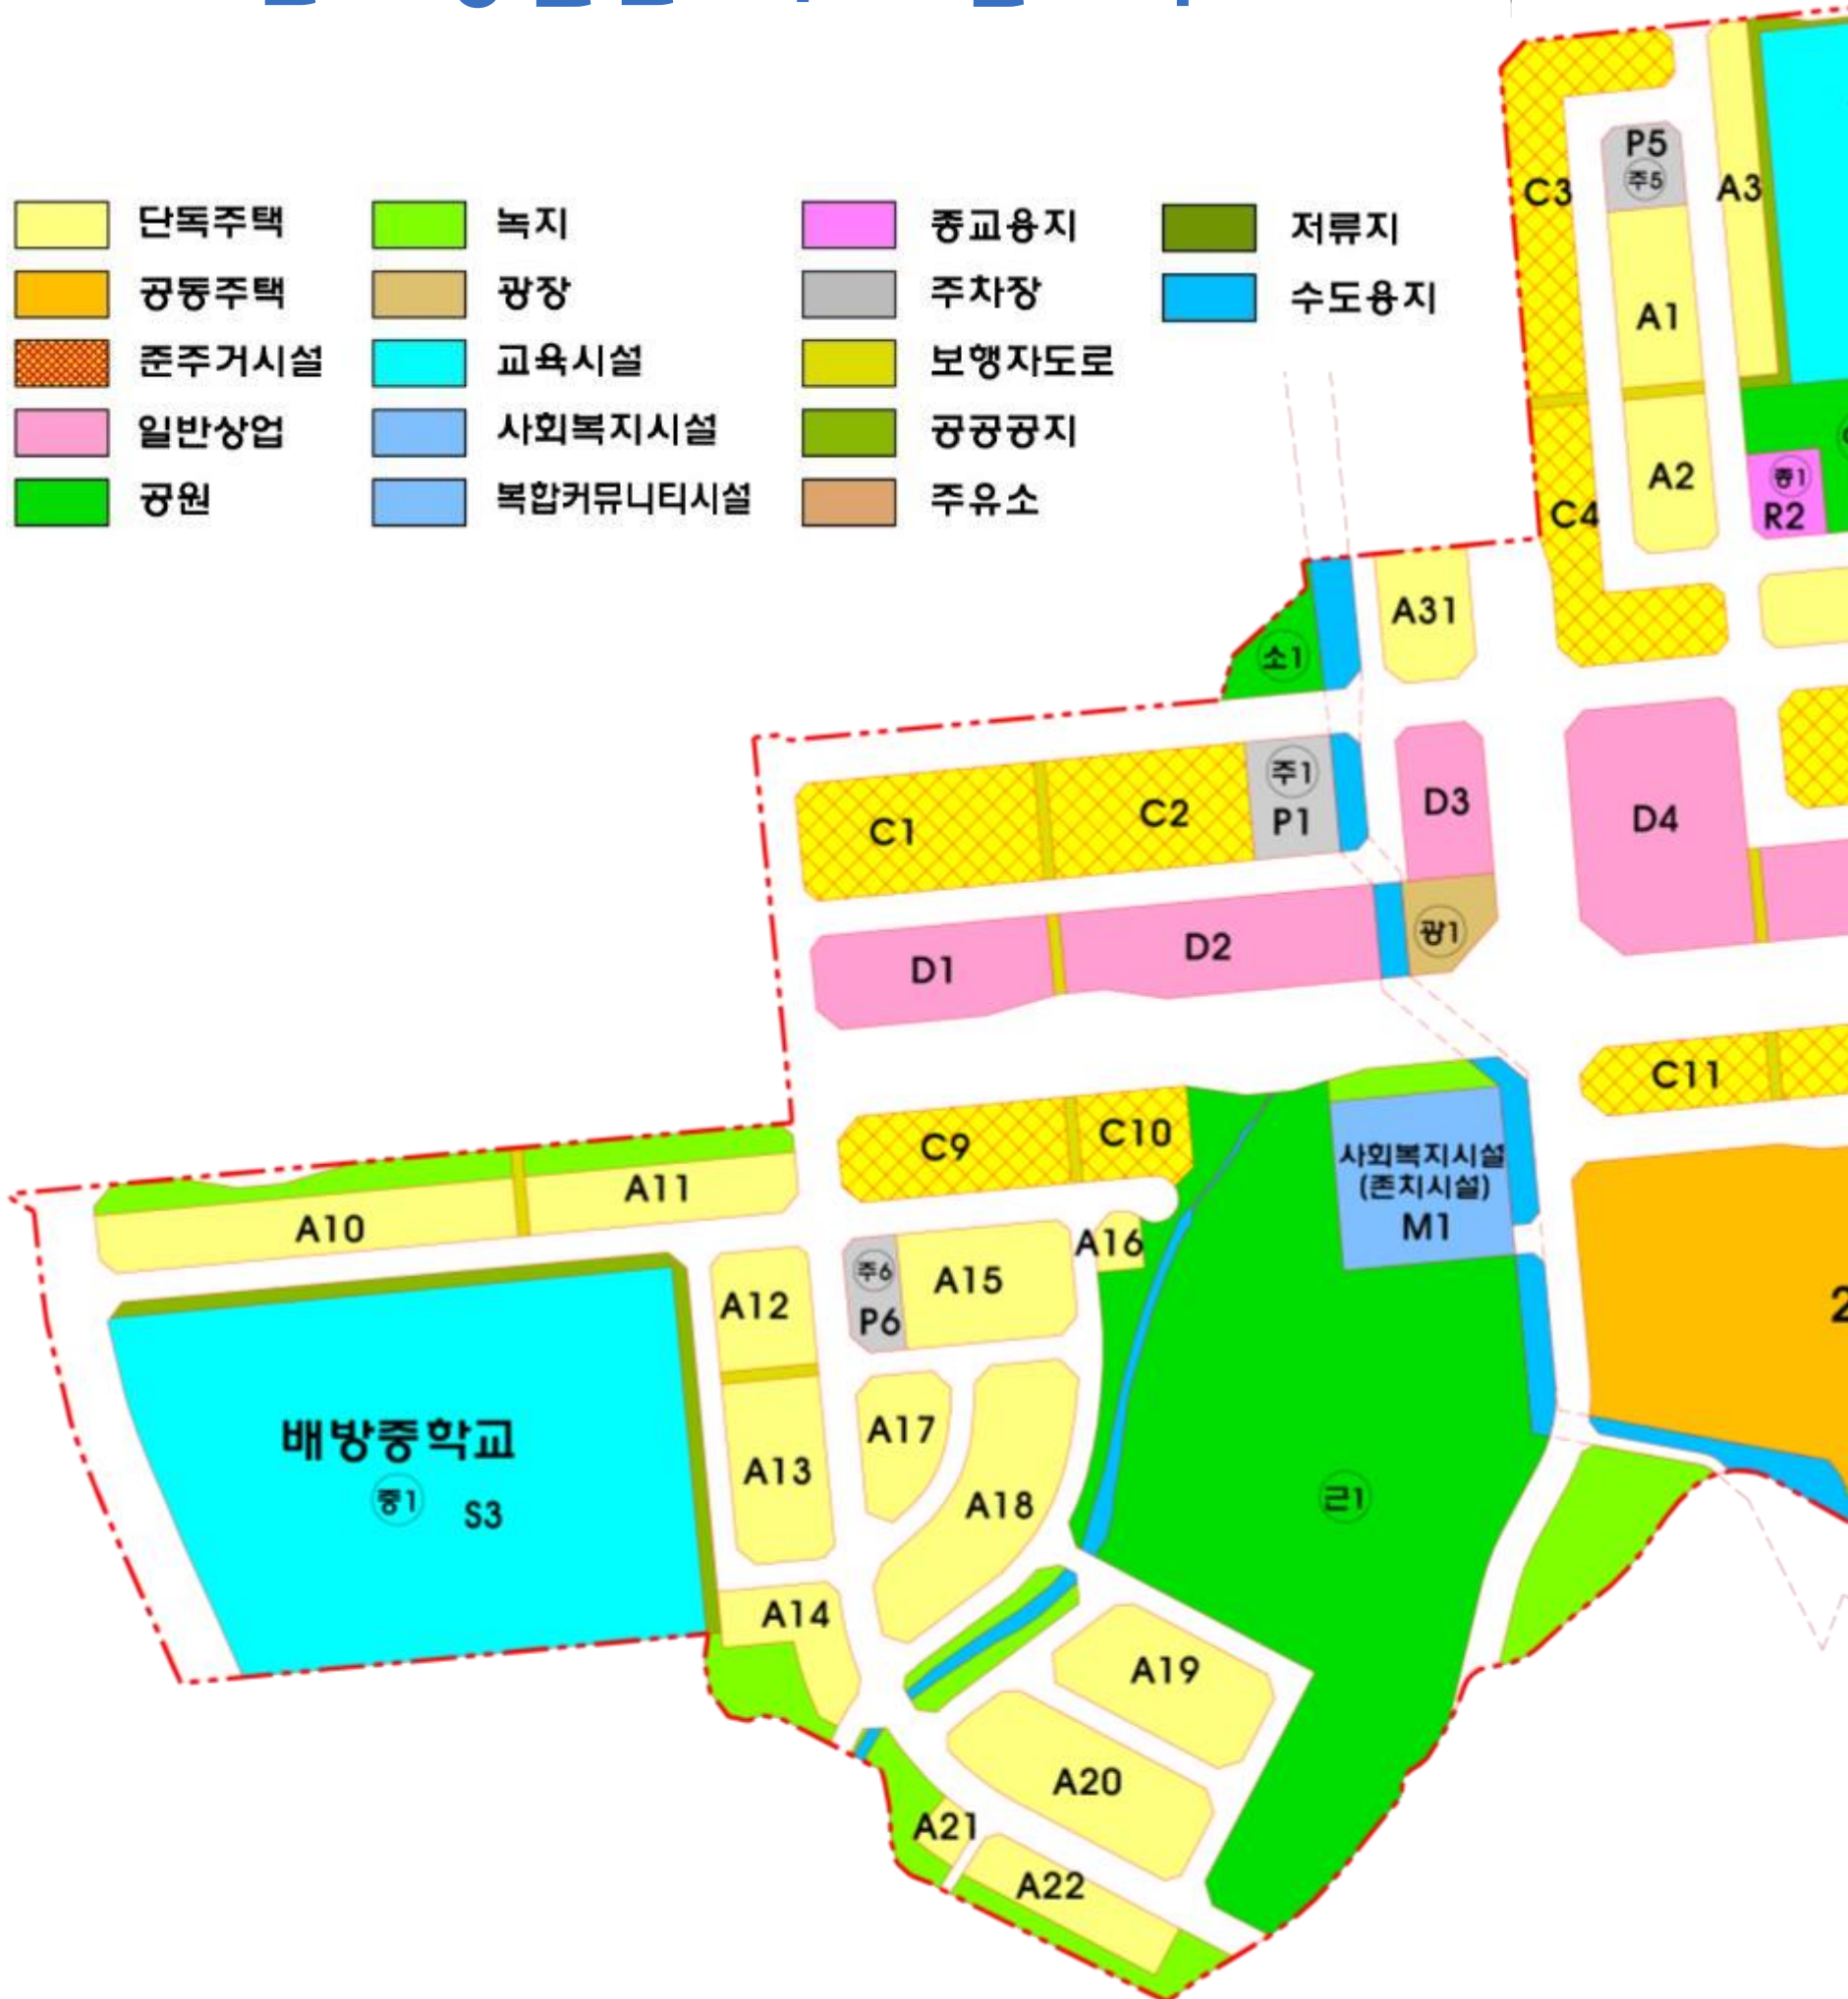 단독주택
녹지
종교용지
저류지
공동주택
광장
주차장
수도용지
준주거시설
교육시설
보행자도로
일반상업
사회복지시설
공공공지
공원
복합커뮤니티시설
주유소
P5
주5
C3
A3
A1
A2
종1
R2
C4
A31
소1
주1
P1
C1
C2
D3
D4
광1
D1
D2
C11
C9
C10
사회복지시설
(존치시설)
M1
A10
A11
A12
주6
P6
A15
A16
2
배방중학교
중1
S3
A13
A17
A18
근1
A14
A19
A20
A21
A22